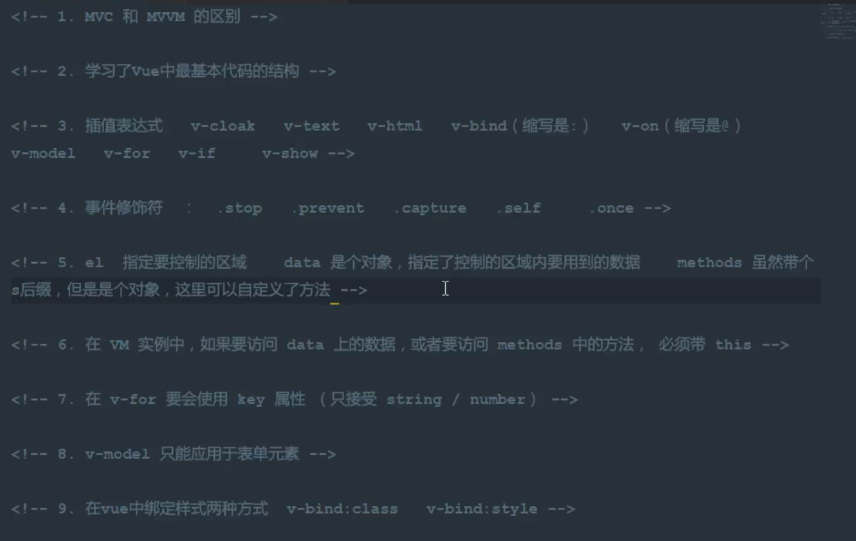 <!-- 1. MVC 和 MVVM 的区别 -->
<!-- 2. 学习了Vue中最基本代码的结构 -->
<!-- 3. 插值表达式   v-cloak   v-text   v-html   v-bind（缩写是:）   v-on（缩写是@）
v-model   v-for   v-if     v-show -->
<!-- 4. 事件修饰符  ：  .stop   .prevent   .capture   .self     .once -->
<!-- 5. el  指定要控制的区域    data 是个对象，指定了控制的区域内要用到的数据    methods 虽然带个
s后缀，但是是个对象，这里可以自定义了方法 -->
<!-- 6. 在 VM 实例中，如果要访问 data 上的数据，或者要访问 methods 中的方法， 必须带 this -->
<!-- 7. 在 v-for 要会使用 key 属性 （只接受 string / number） -->
<!-- 8. v-model 只能应用于表单元素 -->
<!-- 9. 在vue中绑定样式两种方式  v-bind:class   v-bind:style -->